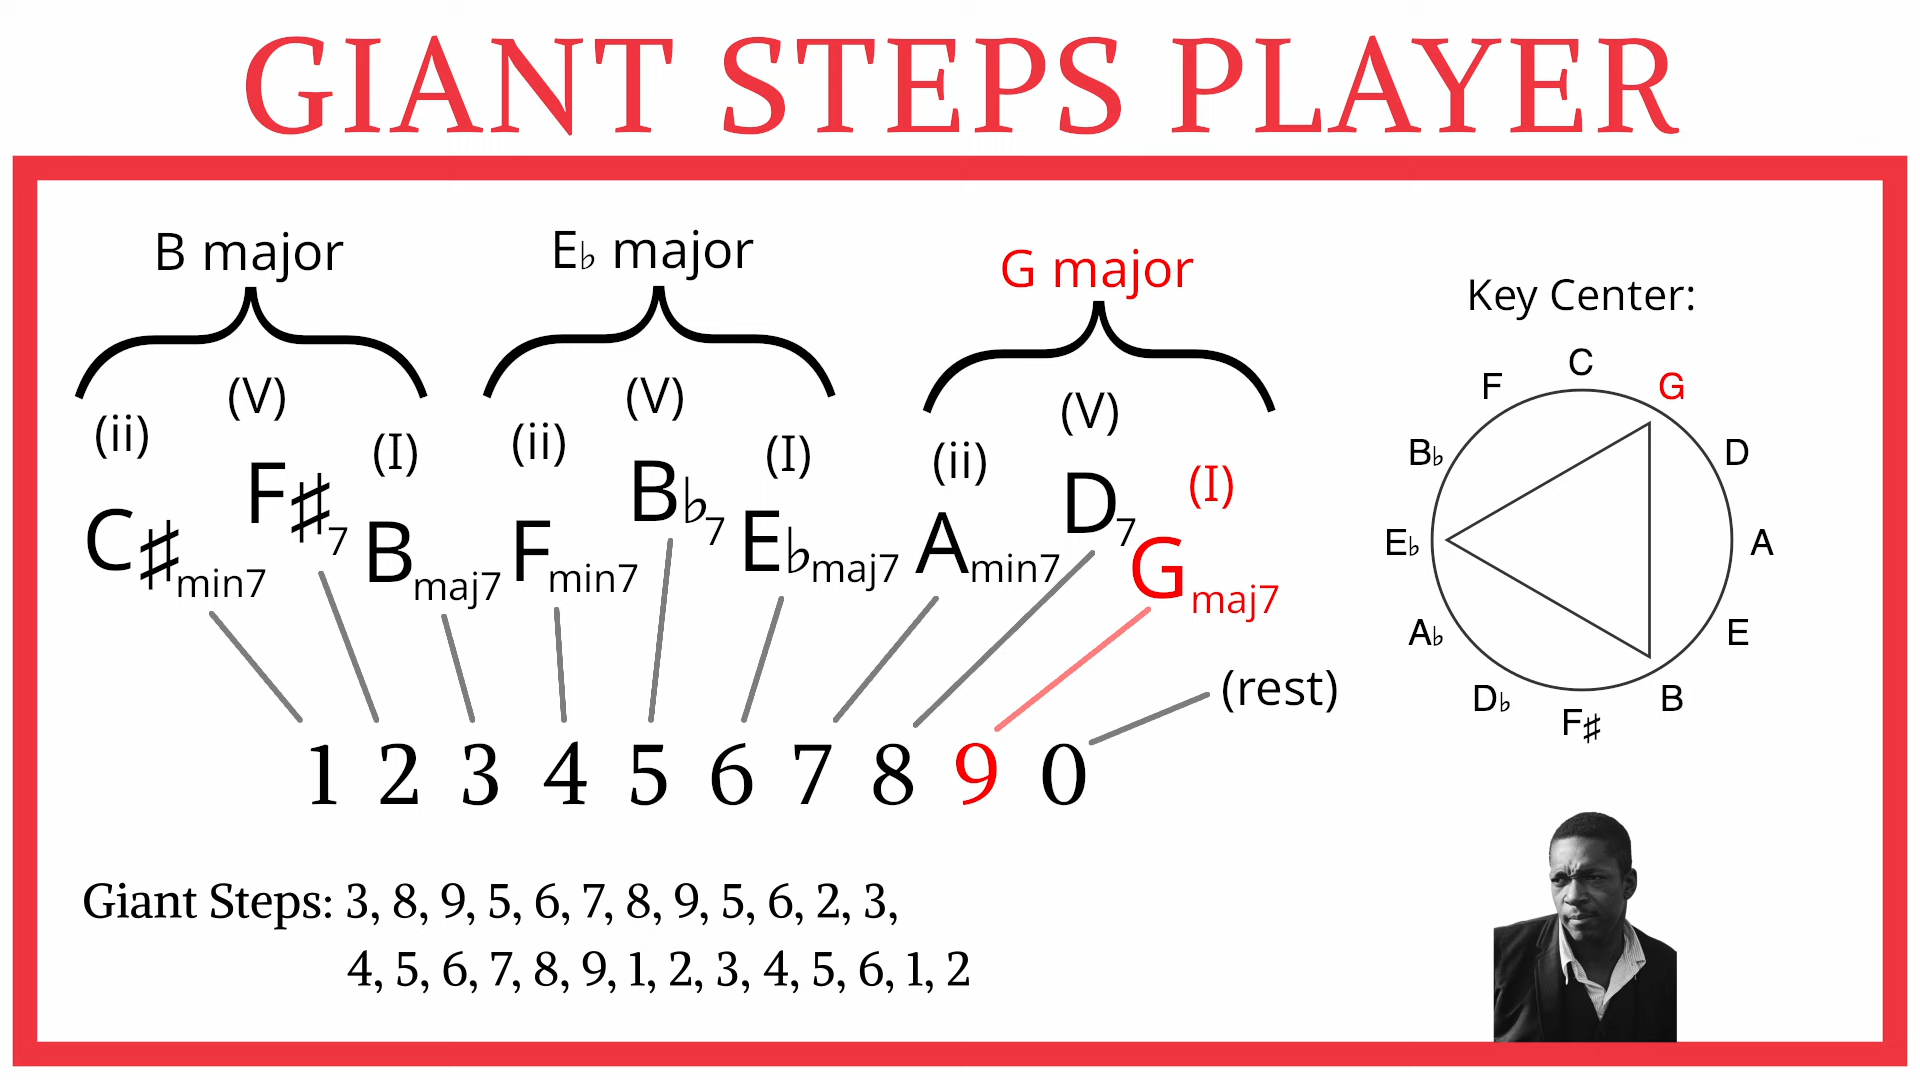 GIANT STEPS PLAYER
B major
E♭ major
G major
Key Center:
(ii) (V) (I) (ii) (V) (I) (ii) (V) (I)
C♯min7 F♯7 Bmaj7 Fmin7 B♭7 E♭maj7 Amin7 D7 Gmaj7
(rest)
1 2 3 4 5 6 7 8 9 0
C
G
D
A
E
B
F♯
D♭
A♭
E♭
B♭
F
Giant Steps: 3, 8, 9, 5, 6, 7, 8, 9, 5, 6, 2, 3,
4, 5, 6, 7, 8, 9, 1, 2, 3, 4, 5, 6, 1, 2